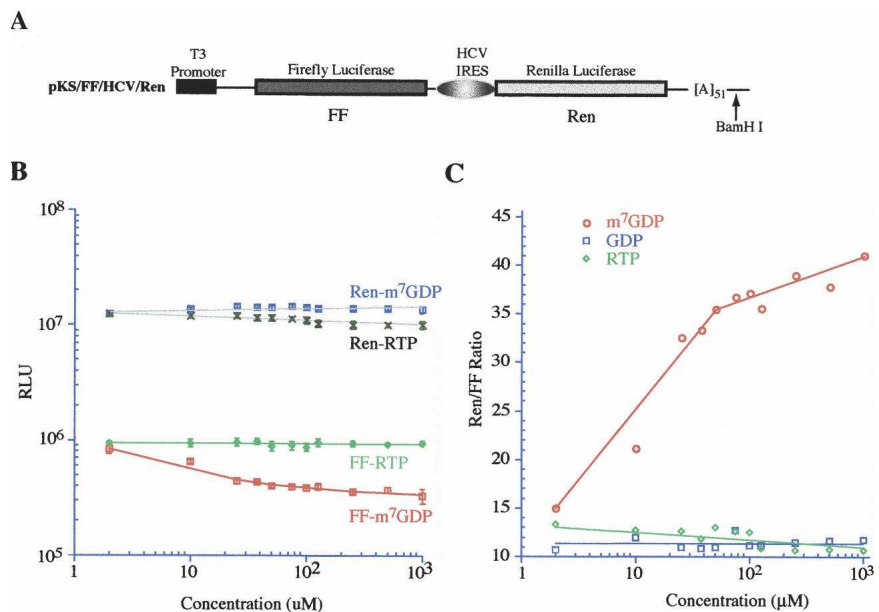 A
T3
Promoter
Firefly Luciferase
HCV
IRES
Renilla Luciferase
pKS/FF/HCV/Ren
[A]51
FF
Ren
BamH I
B
10⁸
10⁷
10⁶
10⁵
RLU
Ren-m⁷GDP
Ren-RTP
FF-RTP
FF-m⁷GDP
1
10
10²
10³
Concentration (uM)
C
45
40
35
30
25
20
15
10
Ren/FF Ratio
m⁷GDP
GDP
RTP
1
10
10²
10³
Concentration (µM)